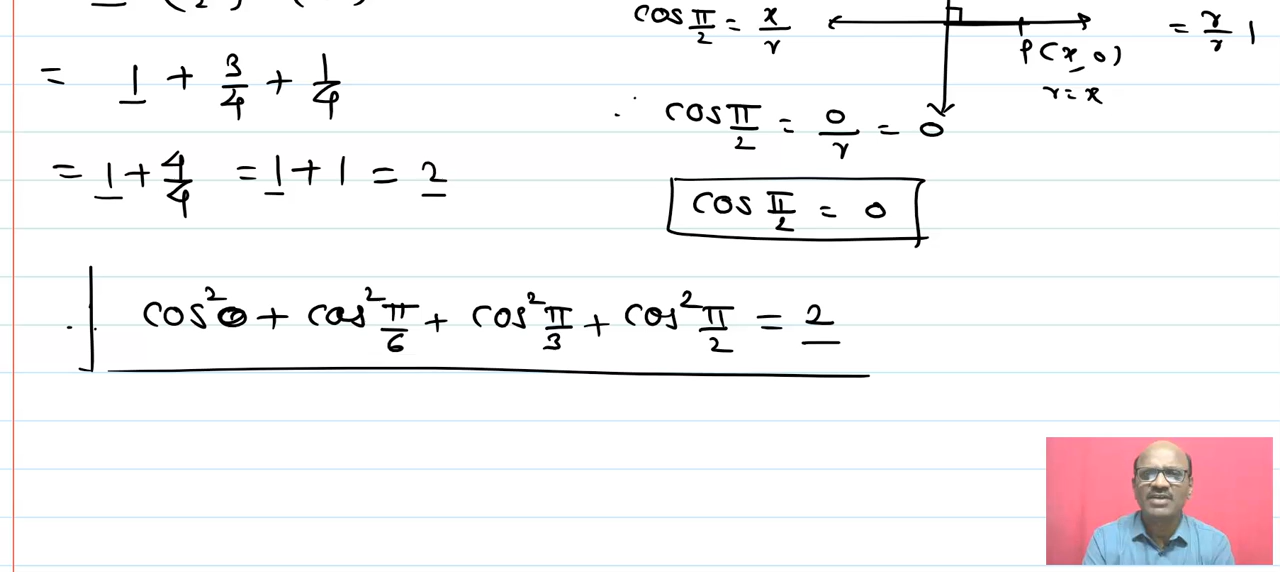 = 1 + 3/4 + 1/4
= 1 + 4/4 = 1 + 1 = 2
cos π/2 = x/r
= r/r 1
P(x, 0)
r = x
∴ cos π/2 = 0/r = 0
cos π/2 = 0
∴ cos²0 + cos² π/6 + cos² π/3 + cos² π/2 = 2